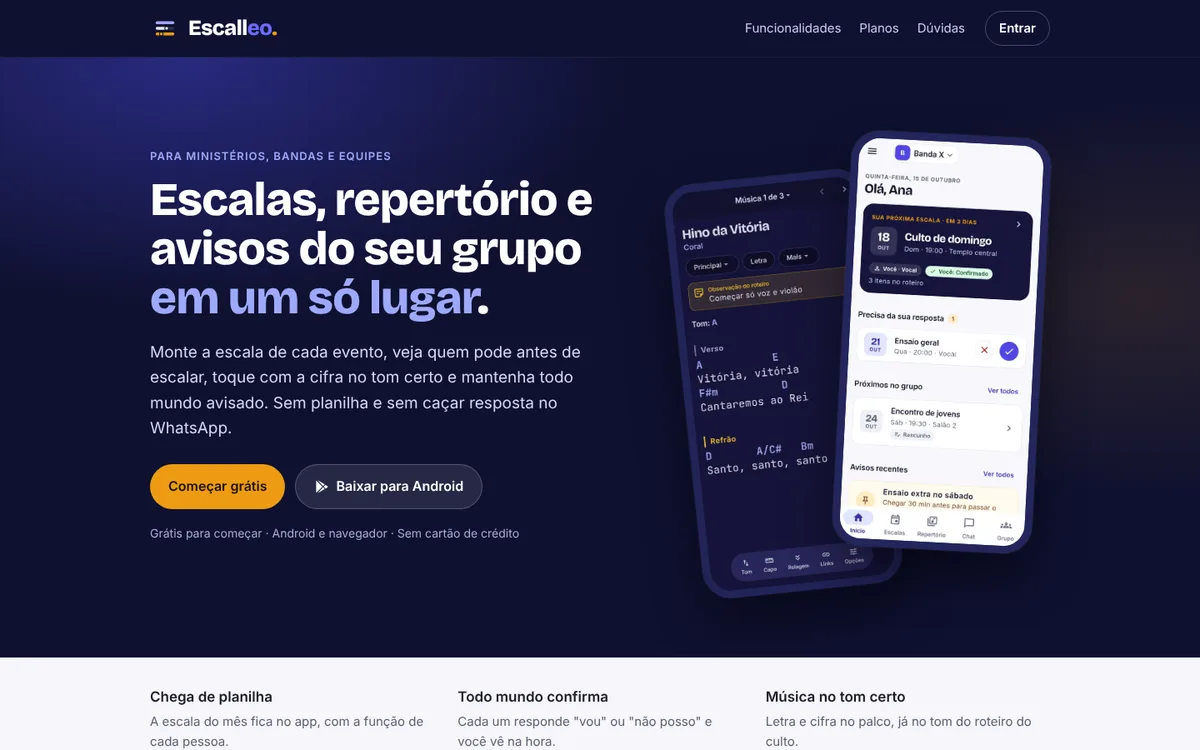 Escalleo.
Funcionalidades
Planos
Dúvidas
Entrar
PARA MINISTÉRIOS, BANDAS E EQUIPES
Escalas, repertório e
avisos do seu grupo
em um só lugar.
Monte a escala de cada evento, veja quem pode antes de
escalar, toque com a cifra no tom certo e mantenha todo
mundo avisado. Sem planilha e sem caçar resposta no
WhatsApp.
Começar grátis
Baixar para Android
Grátis para começar · Android e navegador · Sem cartão de crédito
Música 1 de 3
Hino da Vitória
Coral
Principal
Letra
Mais
Observação do roteiro
Começar só voz e violão
Tom: A
Verso
A E
Vitória, vitória
F#m D
Cantaremos ao Rei
Refrão
D A/C# Bm
Santo, santo, santo
Tom
Capo
Rolagem
Links
Opções
B
Banda X
QUINTA-FEIRA, 15 DE OUTUBRO
Olá, Ana
SUA PRÓXIMA ESCALA · EM 3 DIAS
18
OUT
Culto de domingo
Dom · 19:00 · Templo central
Você · Vocal
Você: Confirmado
3 itens no roteiro
Precisa da sua resposta
1
21
OUT
Ensaio geral
Qua · 20:00 · Vocal
Próximos no grupo
Ver todos
24
OUT
Encontro de jovens
Sáb · 19:30 · Salão 2
Rascunho
Avisos recentes
Ver todos
Ensaio extra no sábado
Chegar 30 min antes para passar o
Início
Escalas
Repertório
Chat
Grupo
Chega de planilha
A escala do mês fica no app, com a função de
cada pessoa.
Todo mundo confirma
Cada um responde "vou" ou "não posso" e
você vê na hora.
Música no tom certo
Letra e cifra no palco, já no tom do roteiro do
culto.